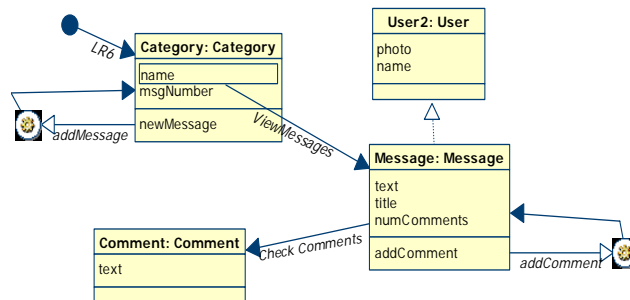 User2: User
photo
name
LR6
Category: Category
name
msgNumber
newMessage
addMessage
ViewMessages
Message: Message
text
title
numComments
addComment
addComment
Check Comments
Comment: Comment
text